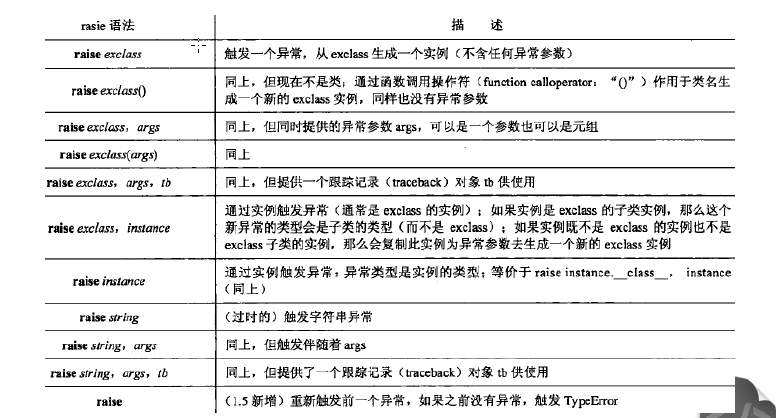 rasie 语法 描 述
raise exclass 触发一个异常，从 exclass 生成一个实例（不含任何异常参数）
raise exclass() 同上，但现在不是类；通过函数调用操作符（function calloperator： “()”）作用于类名生
成一个新的 exclass 实例，同样也没有异常参数
raise exclass，args 同上，但同时提供的异常参数 args，可以是一个参数也可以是元组
raise exclass(args) 同上
raise exclass，args，tb 同上，但提供一个跟踪记录（traceback）对象 tb 供使用
通过实例触发异常（通常是 exclass 的实例）；如果实例是 exclass 的子类实例，那么这个
raise exclass，instance 新异常的类型会是子类的类型（而不是 exclass）；如果实例既不是 exclass 的实例也不是
exclass 子类的实例，那么会复制此实例为异常参数去生成一个新的 exclass 实例
raise instance 通过实例触发异常，异常类型是实例的类型；等价于 raise instance.__class__， instance
（同上）
raise string （过时的）触发字符串异常
raise string，args 同上，但触发伴随着 args
raise string，args，tb 同上，但提供了一个跟踪记录（traceback）对象 tb 供使用
raise （1.5 新增）重新触发前一个异常，如果之前没有异常，触发 TypeError